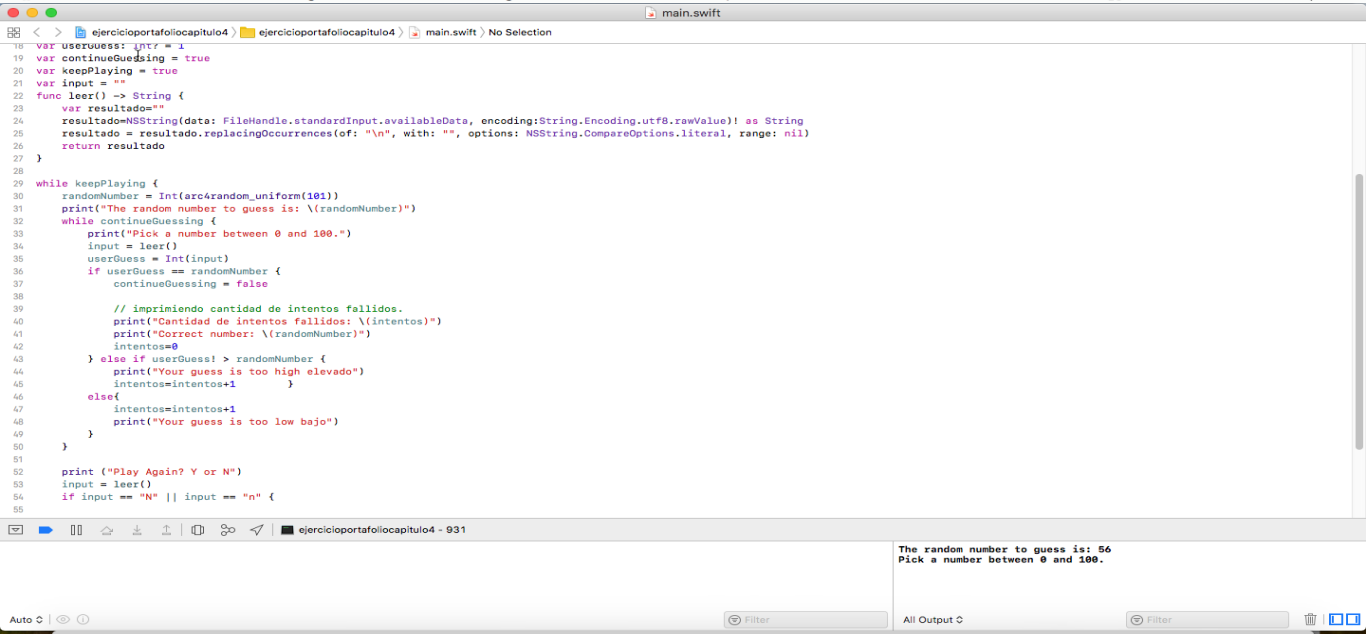 main.swift
ejercicioportafoliocapitulo4 ejercicioportafoliocapitulo4 main.swift No Selection
18 var userGuess: Int? = 1
19 var continueGuessing = true
20 var keepPlaying = true
21 var input = ""
22 func leer() -> String {
23 var resultado=""
24 resultado=NSString(data: FileHandle.standardInput.availableData, encoding:String.Encoding.utf8.rawValue)! as String
25 resultado = resultado.replacingOccurrences(of: "\n", with: "", options: NSString.CompareOptions.literal, range: nil)
26 return resultado
27 }
28
29 while keepPlaying {
30 randomNumber = Int(arc4random_uniform(101))
31 print("The random number to guess is: \(randomNumber)")
32 while continueGuessing {
33 print("Pick a number between 0 and 100.")
34 input = leer()
35 userGuess = Int(input)
36 if userGuess == randomNumber {
37 continueGuessing = false
38
39 // imprimiendo cantidad de intentos fallidos.
40 print("Cantidad de intentos fallidos: \(intentos)")
41 print("Correct number: \(randomNumber)")
42 intentos=0
43 } else if userGuess! > randomNumber {
44 print("Your guess is too high elevado")
45 intentos=intentos+1 }
46 else{
47 intentos=intentos+1
48 print("Your guess is too low bajo")
49 }
50 }
51
52 print ("Play Again? Y or N")
53 input = leer()
54 if input == "N" || input == "n" {
55
ejercicioportafoliocapitulo4 - 931
The random number to guess is: 56
Pick a number between 0 and 100.
Auto Filter All Output Filter